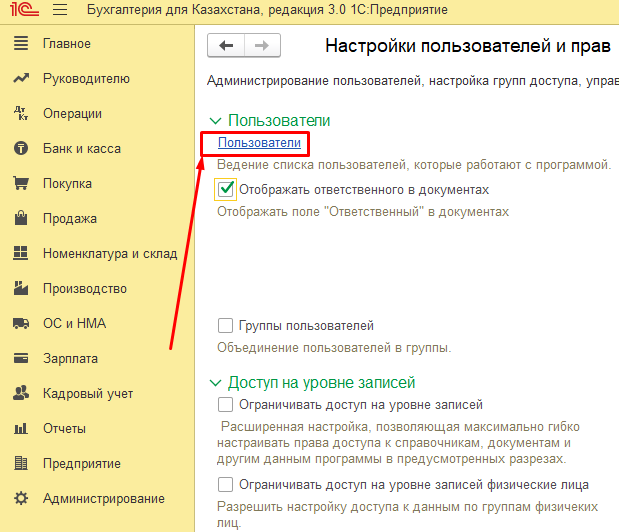 1С Бухгалтерия для Казахстана, редакция 3.0 1С:Предприятие
Главное
Руководителю
Операции
Банк и касса
Покупка
Продажа
Номенклатура и склад
Производство
ОС и НМА
Зарплата
Кадровый учет
Отчеты
Предприятие
Администрирование
Настройки пользователей и прав
Администрирование пользователей, настройка групп доступа, управ
Пользователи
Пользователи
Ведение списка пользователей, которые работают с программой.
Отображать ответственного в документах
Отображать поле "Ответственный" в документах
Группы пользователей
Объединение пользователей в группы.
Доступ на уровне записей
Ограничивать доступ на уровне записей
Расширенная настройка, позволяющая максимально гибко
настраивать права доступа к справочникам, документам и
другим данным программы в предусмотренных разрезах.
Ограничивать доступ на уровне записей физические лица
Разрешить настройку доступа к данным по группам физических
лиц.